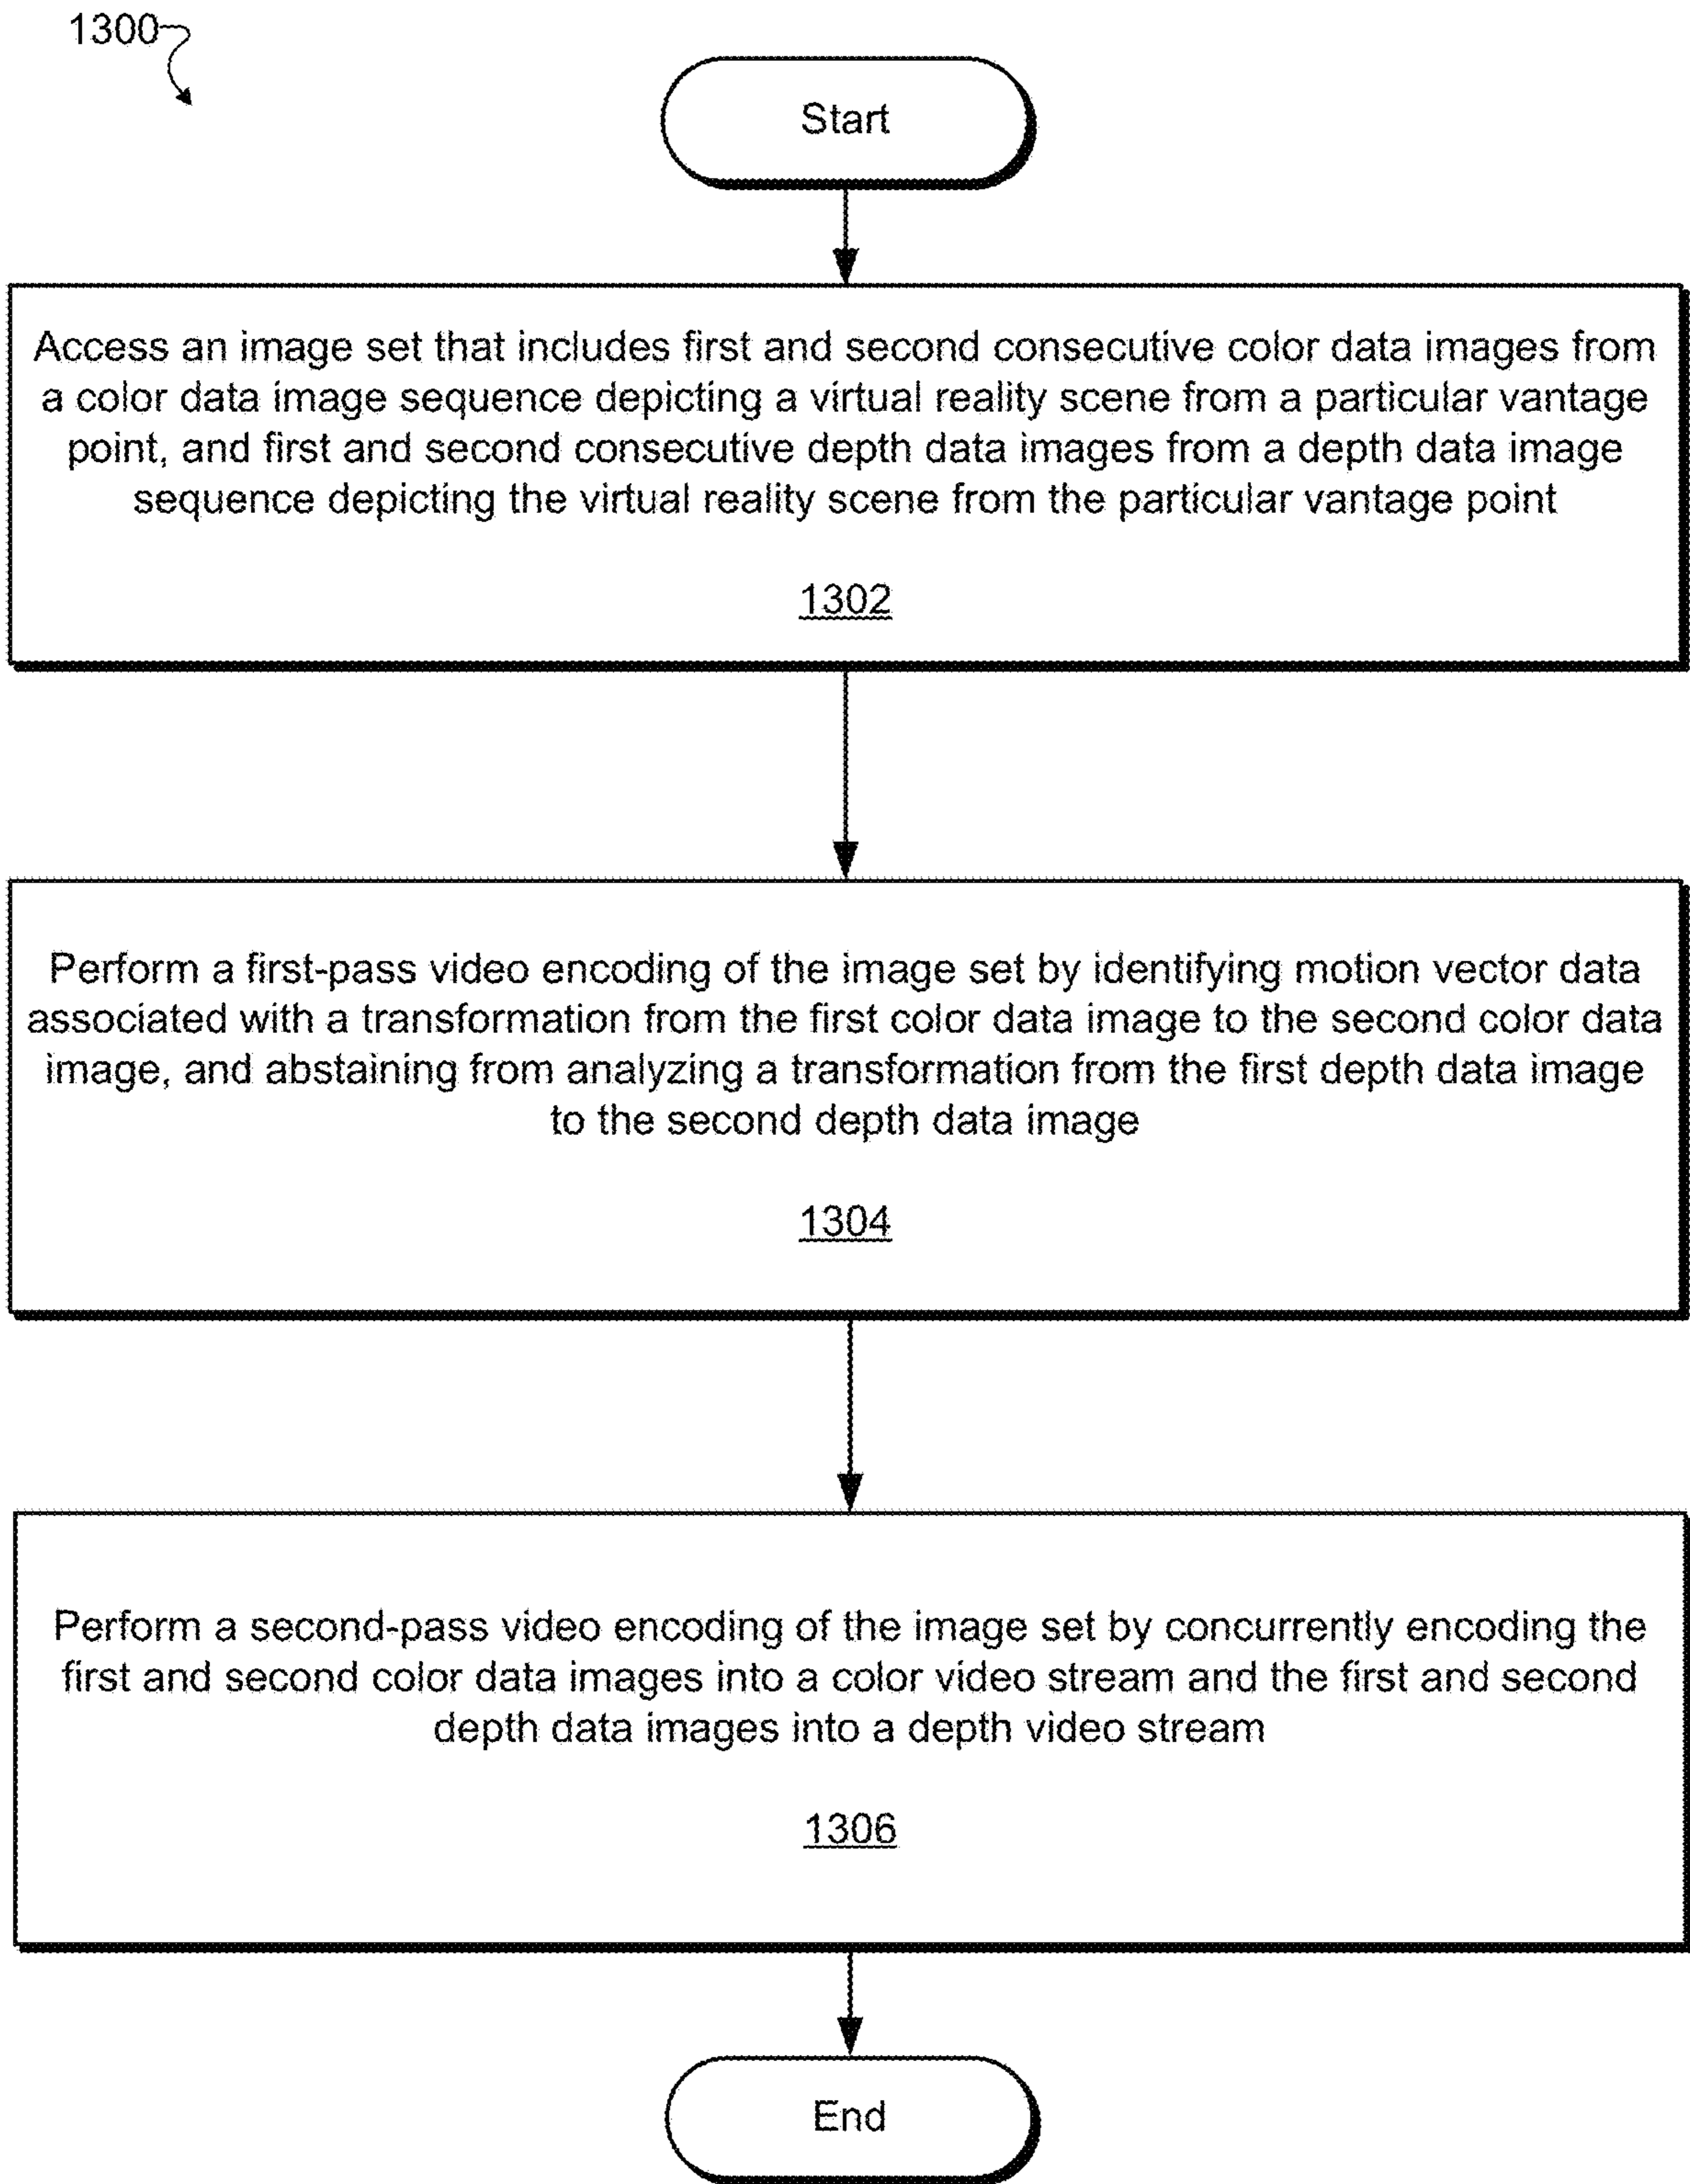 1300
Start
Access an image set that includes first and second consecutive color data images from
a color data image sequence depicting a virtual reality scene from a particular vantage
point, and first and second consecutive depth data images from a depth data image
sequence depicting the virtual reality scene from the particular vantage point
1302
Perform a first-pass video encoding of the image set by identifying motion vector data
associated with a transformation from the first color data image to the second color data
image, and abstaining from analyzing a transformation from the first depth data image
to the second depth data image
1304
Perform a second-pass video encoding of the image set by concurrently encoding the
first and second color data images into a color video stream and the first and second
depth data images into a depth video stream
1306
End